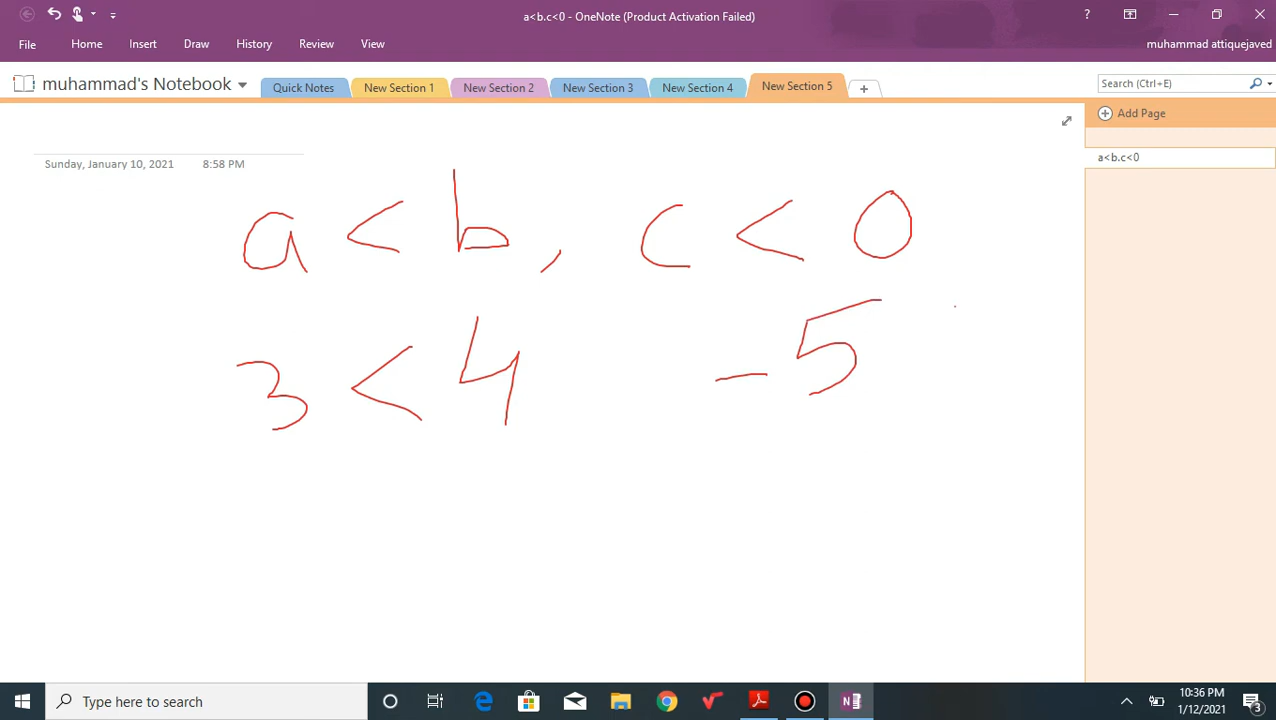 a<b.c<0 - OneNote (Product Activation Failed)
?
File Home Insert Draw History Review View muhammad attiquejaved
muhammad's Notebook Quick Notes New Section 1 New Section 2 New Section 3 New Section 4 New Section 5 + Search (Ctrl+E)
Add Page
a<b.c<0
Sunday, January 10, 2021 8:58 PM
a < b , c < 0
3 < 4 -5
Type here to search
10:36 PM
1/12/2021
3